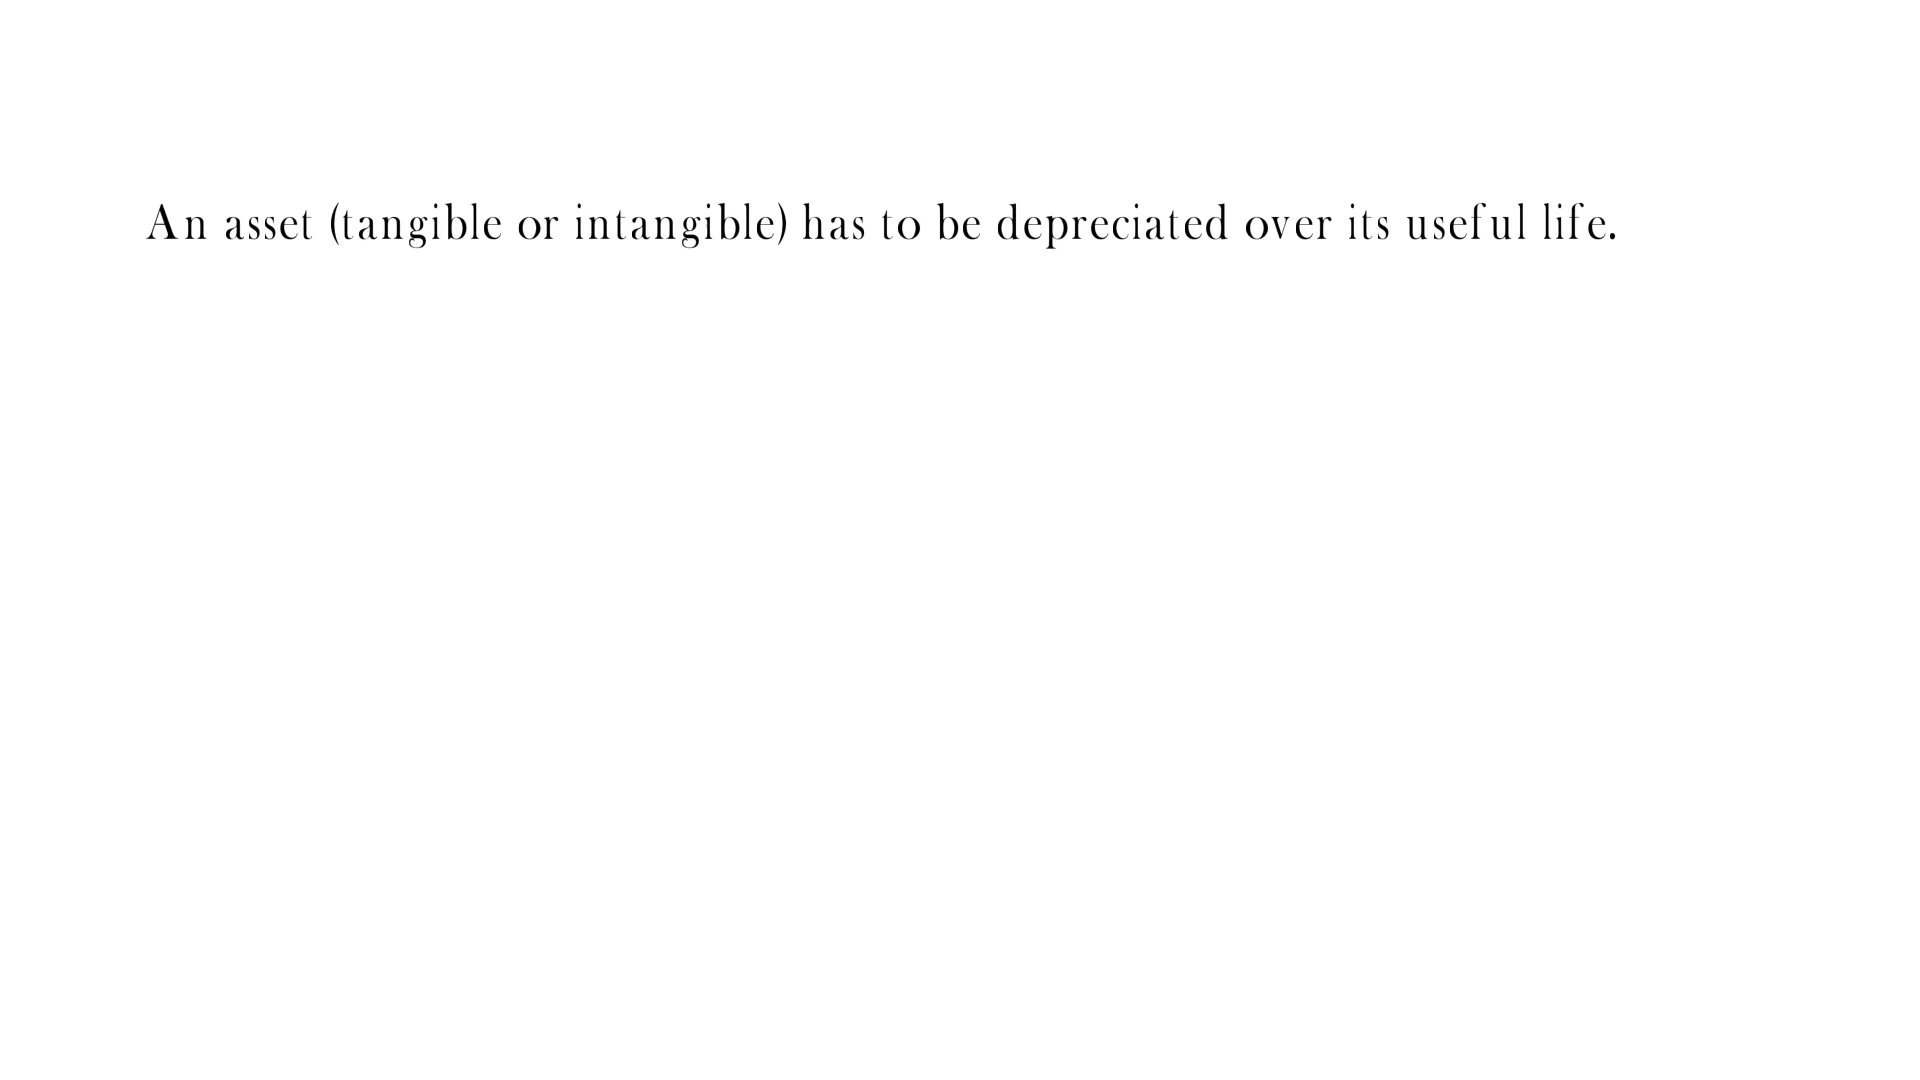 An asset (tangible or intangible) has to be depreciated over its useful life.